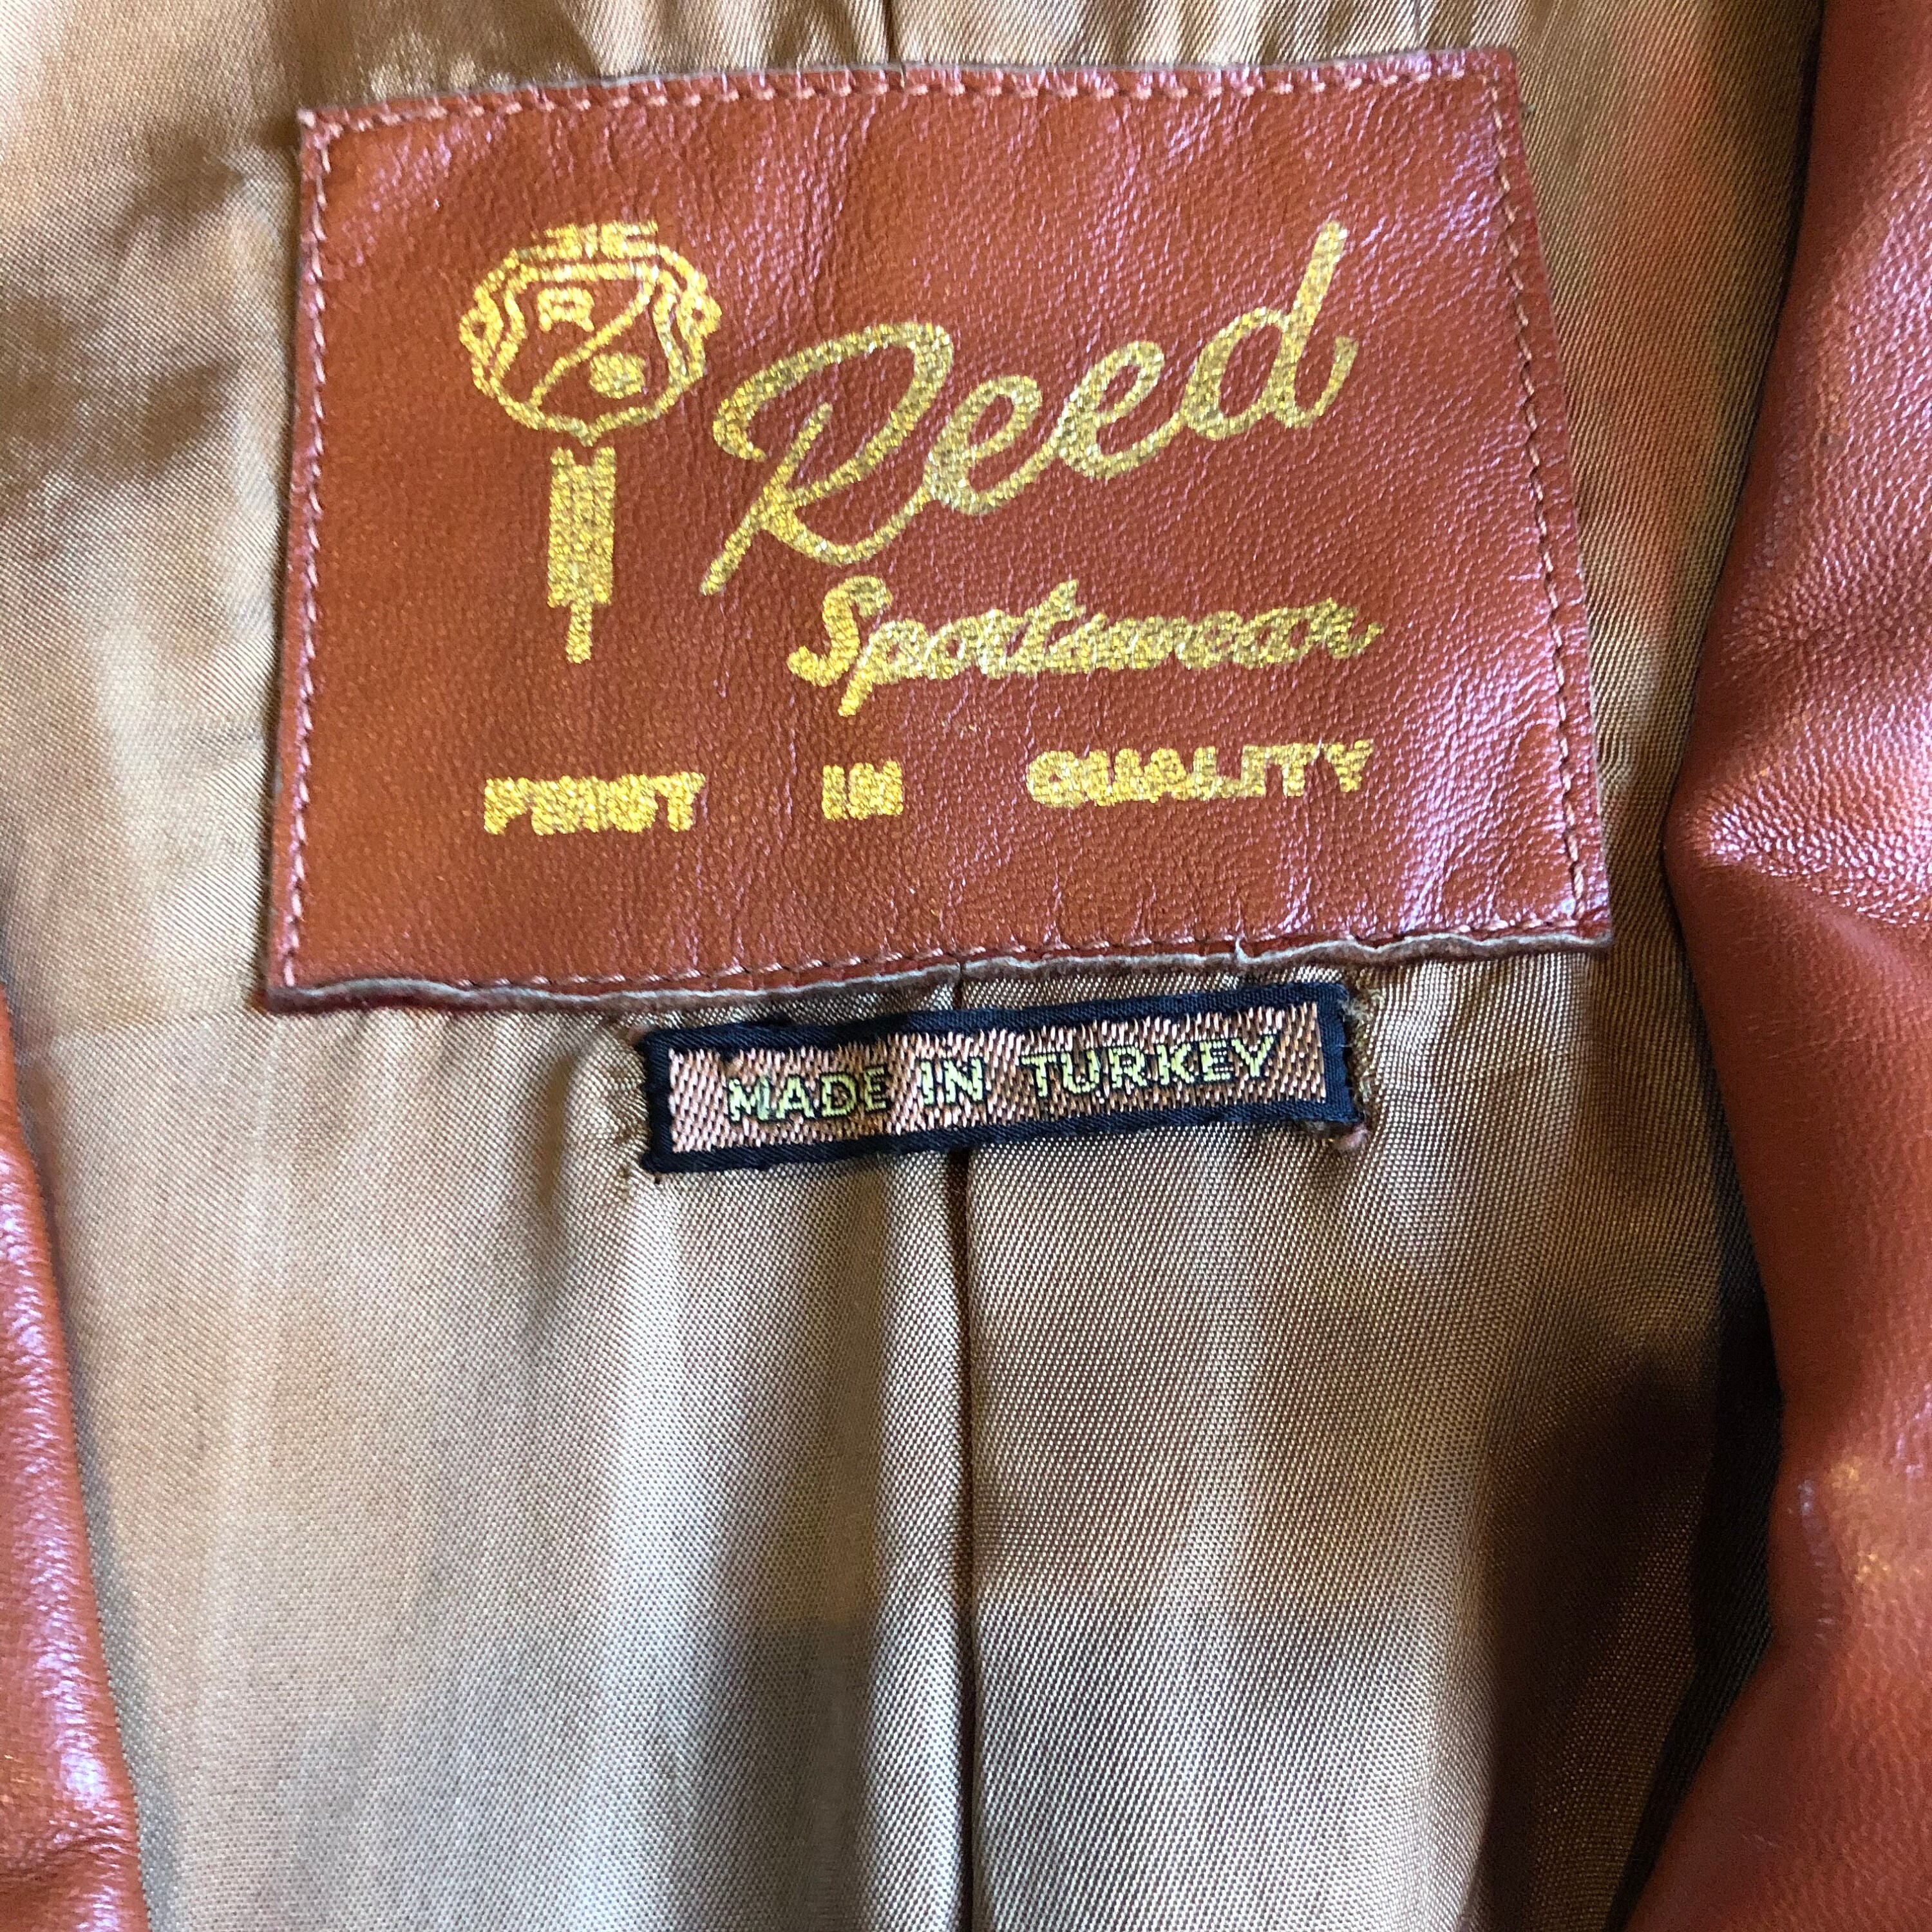 R
Reed
Sportswear
FIRST IN QUALITY
MADE IN TURKEY